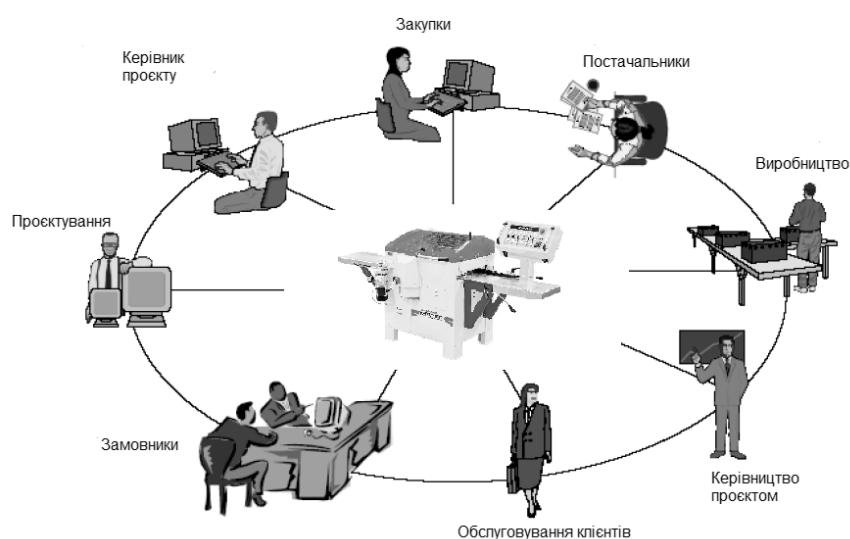 Закупки
Керівник
проєкту
Постачальники
Виробництво
Проєктування
Замовники
Керівництво
проєктом
Обслуговування клієнтів